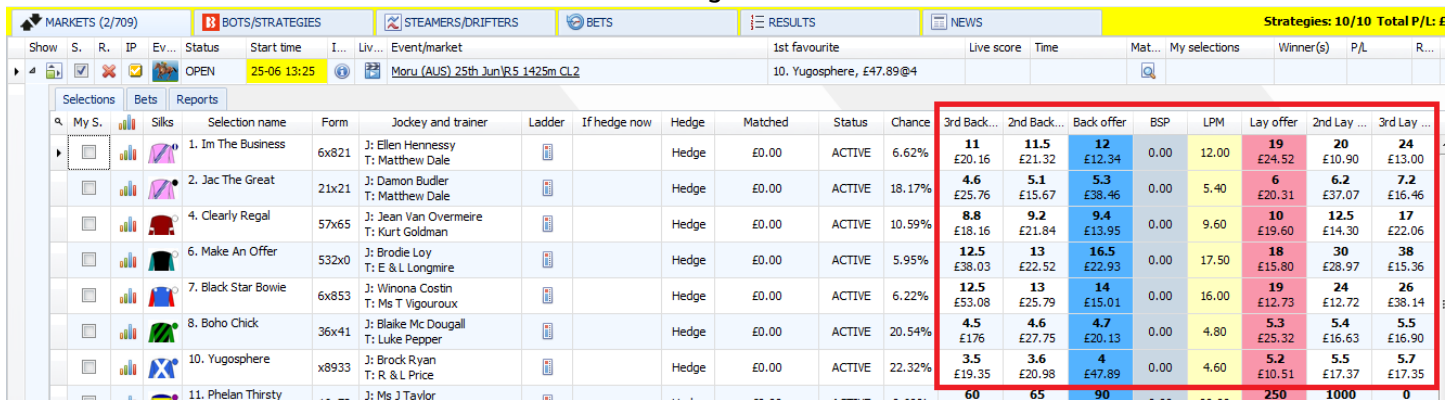 MARKETS (2/709) BOTS/STRATEGIES STEAMERS/DRIFTERS BETS RESULTS NEWS Strategies: 10/10 Total P/L: £
Show S. R. IP Ev... Status Start time I... Liv... Event/market 1st favourite Live score Time Mat... My selections Winner(s) P/L R...
OPEN 25-06 13:25 Moru (AUS) 25th Jun\R5 1425m CL2 10. Yugosphere, £47.89@4
Selections Bets Reports
My S. Silks Selection name Form Jockey and trainer Ladder If hedge now Hedge Matched Status Chance 3rd Back... 2nd Back... Back offer BSP LPM Lay offer 2nd Lay ... 3rd Lay ...
1. Im The Business 6x821 J: Ellen Hennessy Hedge £0.00 ACTIVE 6.62% 11 11.5 12 0.00 12.00 19 20 24
T: Matthew Dale £20.16 £21.32 £12.34 £24.52 £10.90 £13.00
2. Jac The Great 21x21 J: Damon Budler Hedge £0.00 ACTIVE 18.17% 4.6 5.1 5.3 0.00 5.40 6 6.2 7.2
T: Matthew Dale £25.76 £15.67 £38.46 £20.31 £37.07 £16.46
4. Clearly Regal 57x65 J: Jean Van Overmeire Hedge £0.00 ACTIVE 10.59% 8.8 9.2 9.4 0.00 9.60 10 12.5 17
T: Kurt Goldman £18.16 £21.84 £13.95 £19.60 £14.30 £22.06
6. Make An Offer 532x0 J: Brodie Loy Hedge £0.00 ACTIVE 5.95% 12.5 13 16.5 0.00 17.50 18 30 38
T: E & L Longmire £38.03 £22.52 £22.93 £15.80 £28.97 £15.36
7. Black Star Bowie 6x853 J: Winona Costin Hedge £0.00 ACTIVE 6.22% 12.5 13 14 0.00 16.00 19 24 26
T: Ms T Vigouroux £53.08 £25.79 £15.01 £12.73 £12.72 £38.14
8. Boho Chick 36x41 J: Blaike Mc Dougall Hedge £0.00 ACTIVE 20.54% 4.5 4.6 4.7 0.00 4.80 5.3 5.4 5.5
T: Luke Pepper £176 £27.75 £20.13 £25.32 £16.63 £16.90
10. Yugosphere x8933 J: Brock Ryan Hedge £0.00 ACTIVE 22.32% 3.5 3.6 4 0.00 4.60 5.2 5.5 5.7
T: R & L Price £19.35 £20.98 £47.89 £10.51 £17.37 £17.35
11. Phelan Thirsty J: Ms J Taylor 60 65 90 250 1000 0